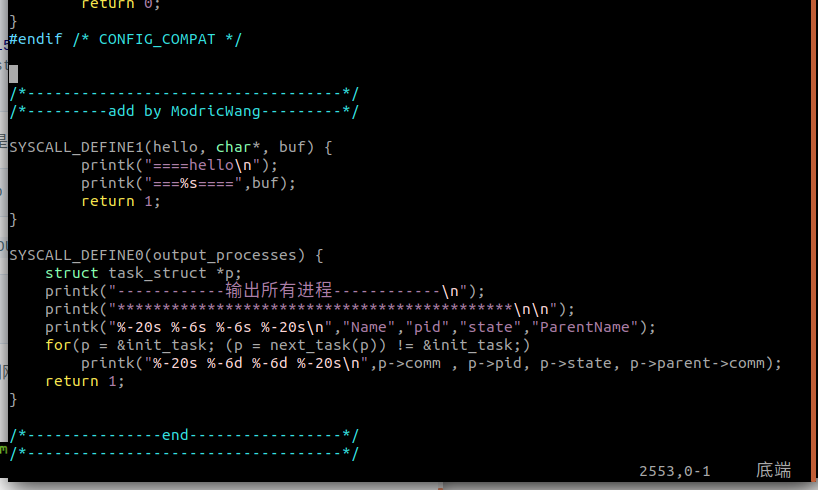 return 0;
}
#endif /* CONFIG_COMPAT */
/*-----------------------------------*/
/*---------add by ModricWang---------*/
SYSCALL_DEFINE1(hello, char*, buf) {
        printk("====hello\n");
        printk("===%s====",buf);
        return 1;
}
SYSCALL_DEFINE0(output_processes) {
    struct task_struct *p;
    printk("------------输出所有进程------------\n");
    printk("********************************************\n\n");
    printk("%-20s %-6s %-6s %-20s\n","Name","pid","state","ParentName");
    for(p = &init_task; (p = next_task(p)) != &init_task;)
        printk("%-20s %-6d %-6d %-20s\n",p->comm , p->pid, p->state, p->parent->comm);
    return 1;
}
/*---------------end-----------------*/
/*-----------------------------------*/
2553,0-1 底端